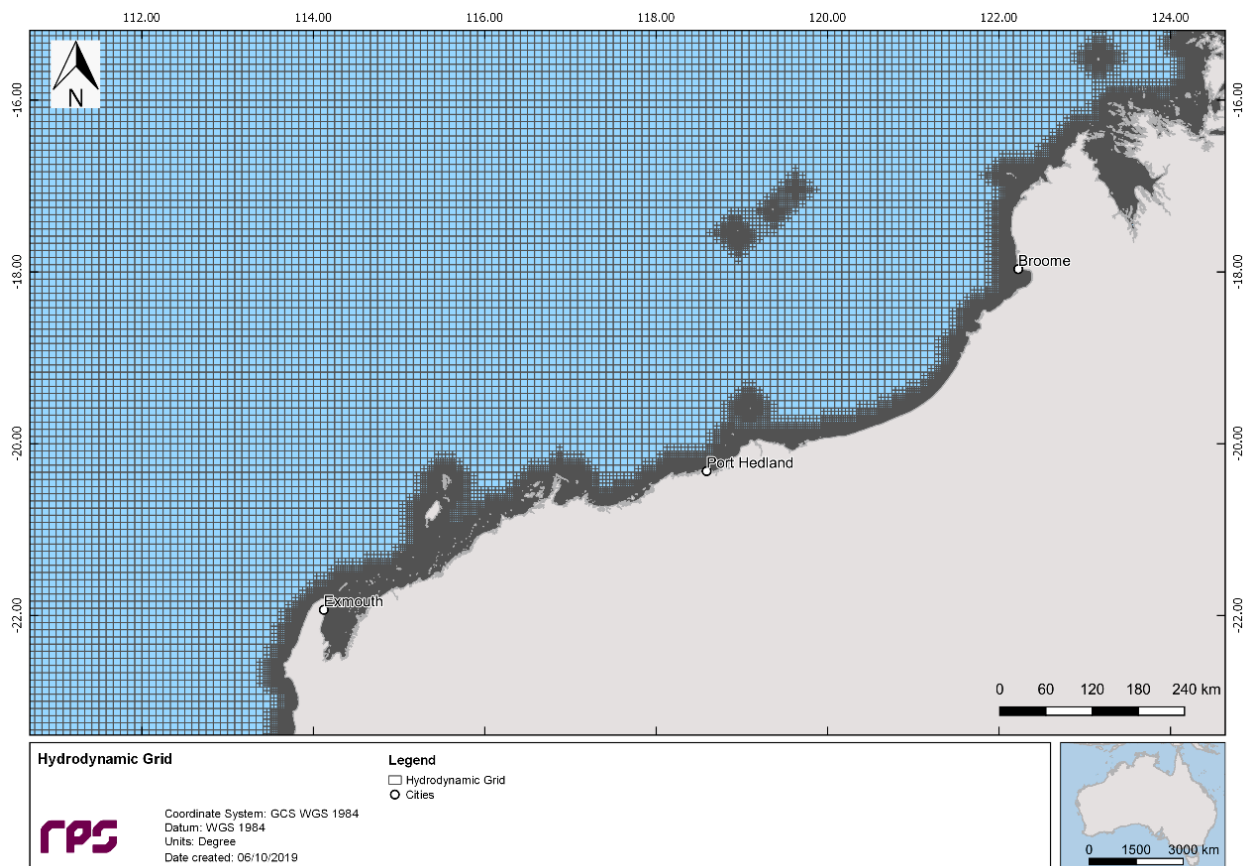 112.00 114.00 116.00 118.00 120.00 122.00 124.00
N
-16.00 -16.00
-18.00 -18.00
Broome
-20.00 -20.00
Port Hedland
-22.00 -22.00
Exmouth
0 60 120 180 240 km
Hydrodynamic Grid
Legend
Hydrodynamic Grid
Cities
rps
Coordinate System: GCS WGS 1984
Datum: WGS 1984
Units: Degree
Date created: 06/10/2019
0 1500 3000 km